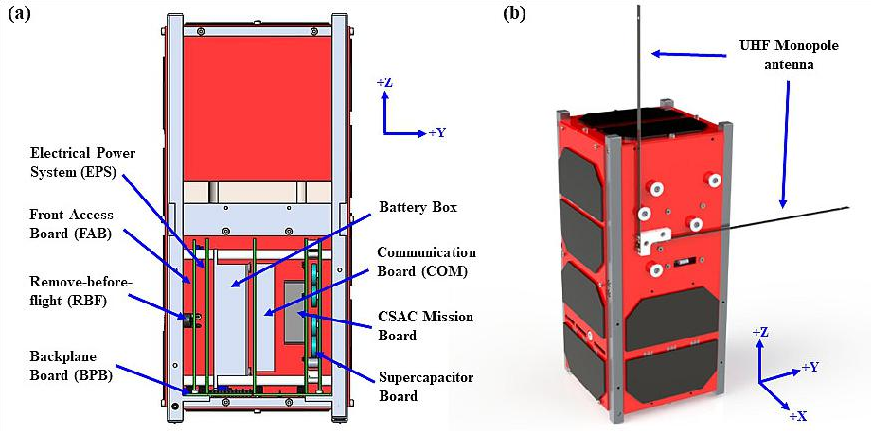 (a)
+Z
+Y
Electrical Power
System (EPS)
Front Access
Board (FAB)
Remove-before-
flight (RBF)
Backplane
Board (BPB)
Battery Box
Communication
Board (COM)
CSAC Mission
Board
Supercapacitor
Board
(b)
UHF Monopole
antenna
+Z
+Y
+X